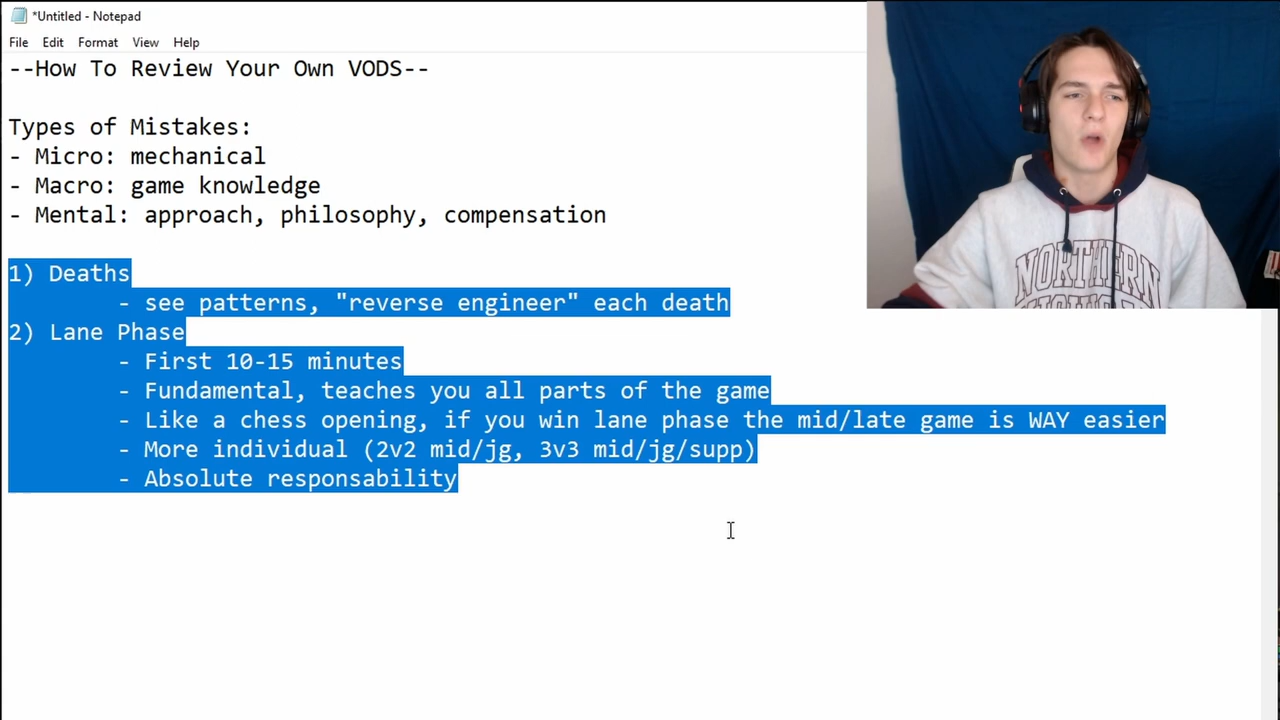 *Untitled - Notepad
File Edit Format View Help
--How To Review Your Own VODS--
Types of Mistakes:
- Micro: mechanical
- Macro: game knowledge
- Mental: approach, philosophy, compensation
1) Deaths
- see patterns, "reverse engineer" each death
2) Lane Phase
- First 10-15 minutes
- Fundamental, teaches you all parts of the game
- Like a chess opening, if you win lane phase the mid/late game is WAY easier
- More individual (2v2 mid/jg, 3v3 mid/jg/supp)
- Absolute responsability
NORTHERN